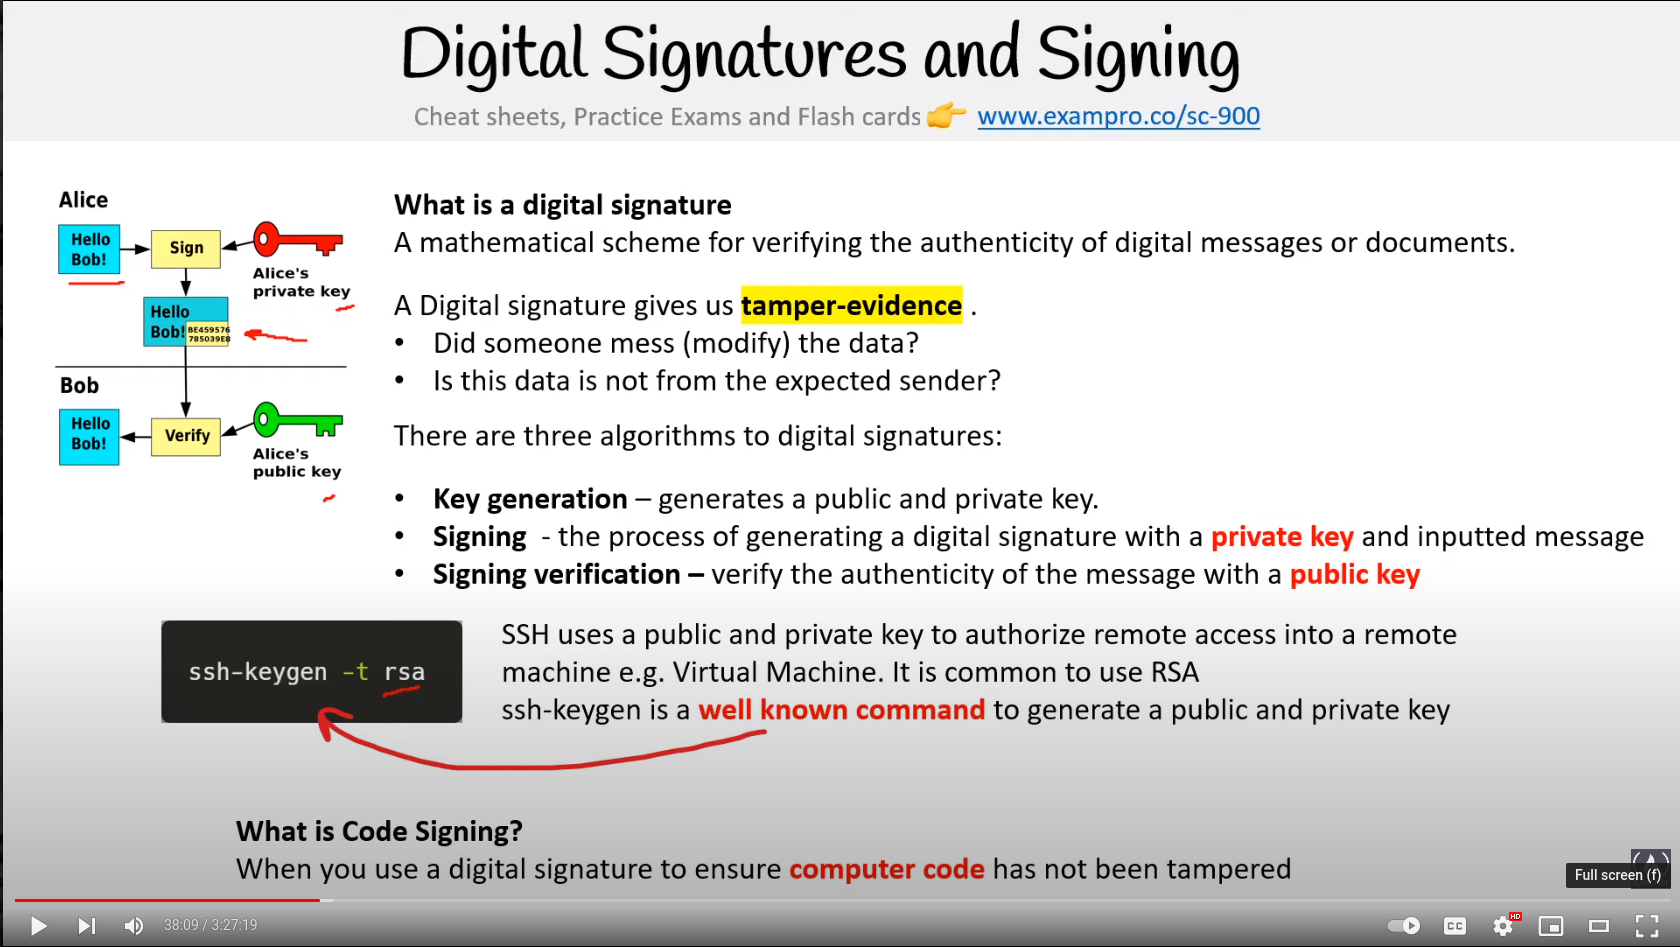 Digital Signatures and Signing
Cheat sheets, Practice Exams and Flash cards www.exampro.co/sc-900
Alice
Hello
Bob!
Sign
Alice's
private key
Hello
Bob!
BE459576
785039E8
Bob
Hello
Bob!
Verify
Alice's
public key
What is a digital signature
A mathematical scheme for verifying the authenticity of digital messages or documents.
A Digital signature gives us tamper-evidence .
• Did someone mess (modify) the data?
• Is this data is not from the expected sender?
There are three algorithms to digital signatures:
• Key generation – generates a public and private key.
• Signing - the process of generating a digital signature with a private key and inputted message
• Signing verification – verify the authenticity of the message with a public key
ssh-keygen -t rsa
SSH uses a public and private key to authorize remote access into a remote
machine e.g. Virtual Machine. It is common to use RSA
ssh-keygen is a well known command to generate a public and private key
What is Code Signing?
When you use a digital signature to ensure computer code has not been tampered
Full screen (f)
38:09 / 3:27:19
CC
HD